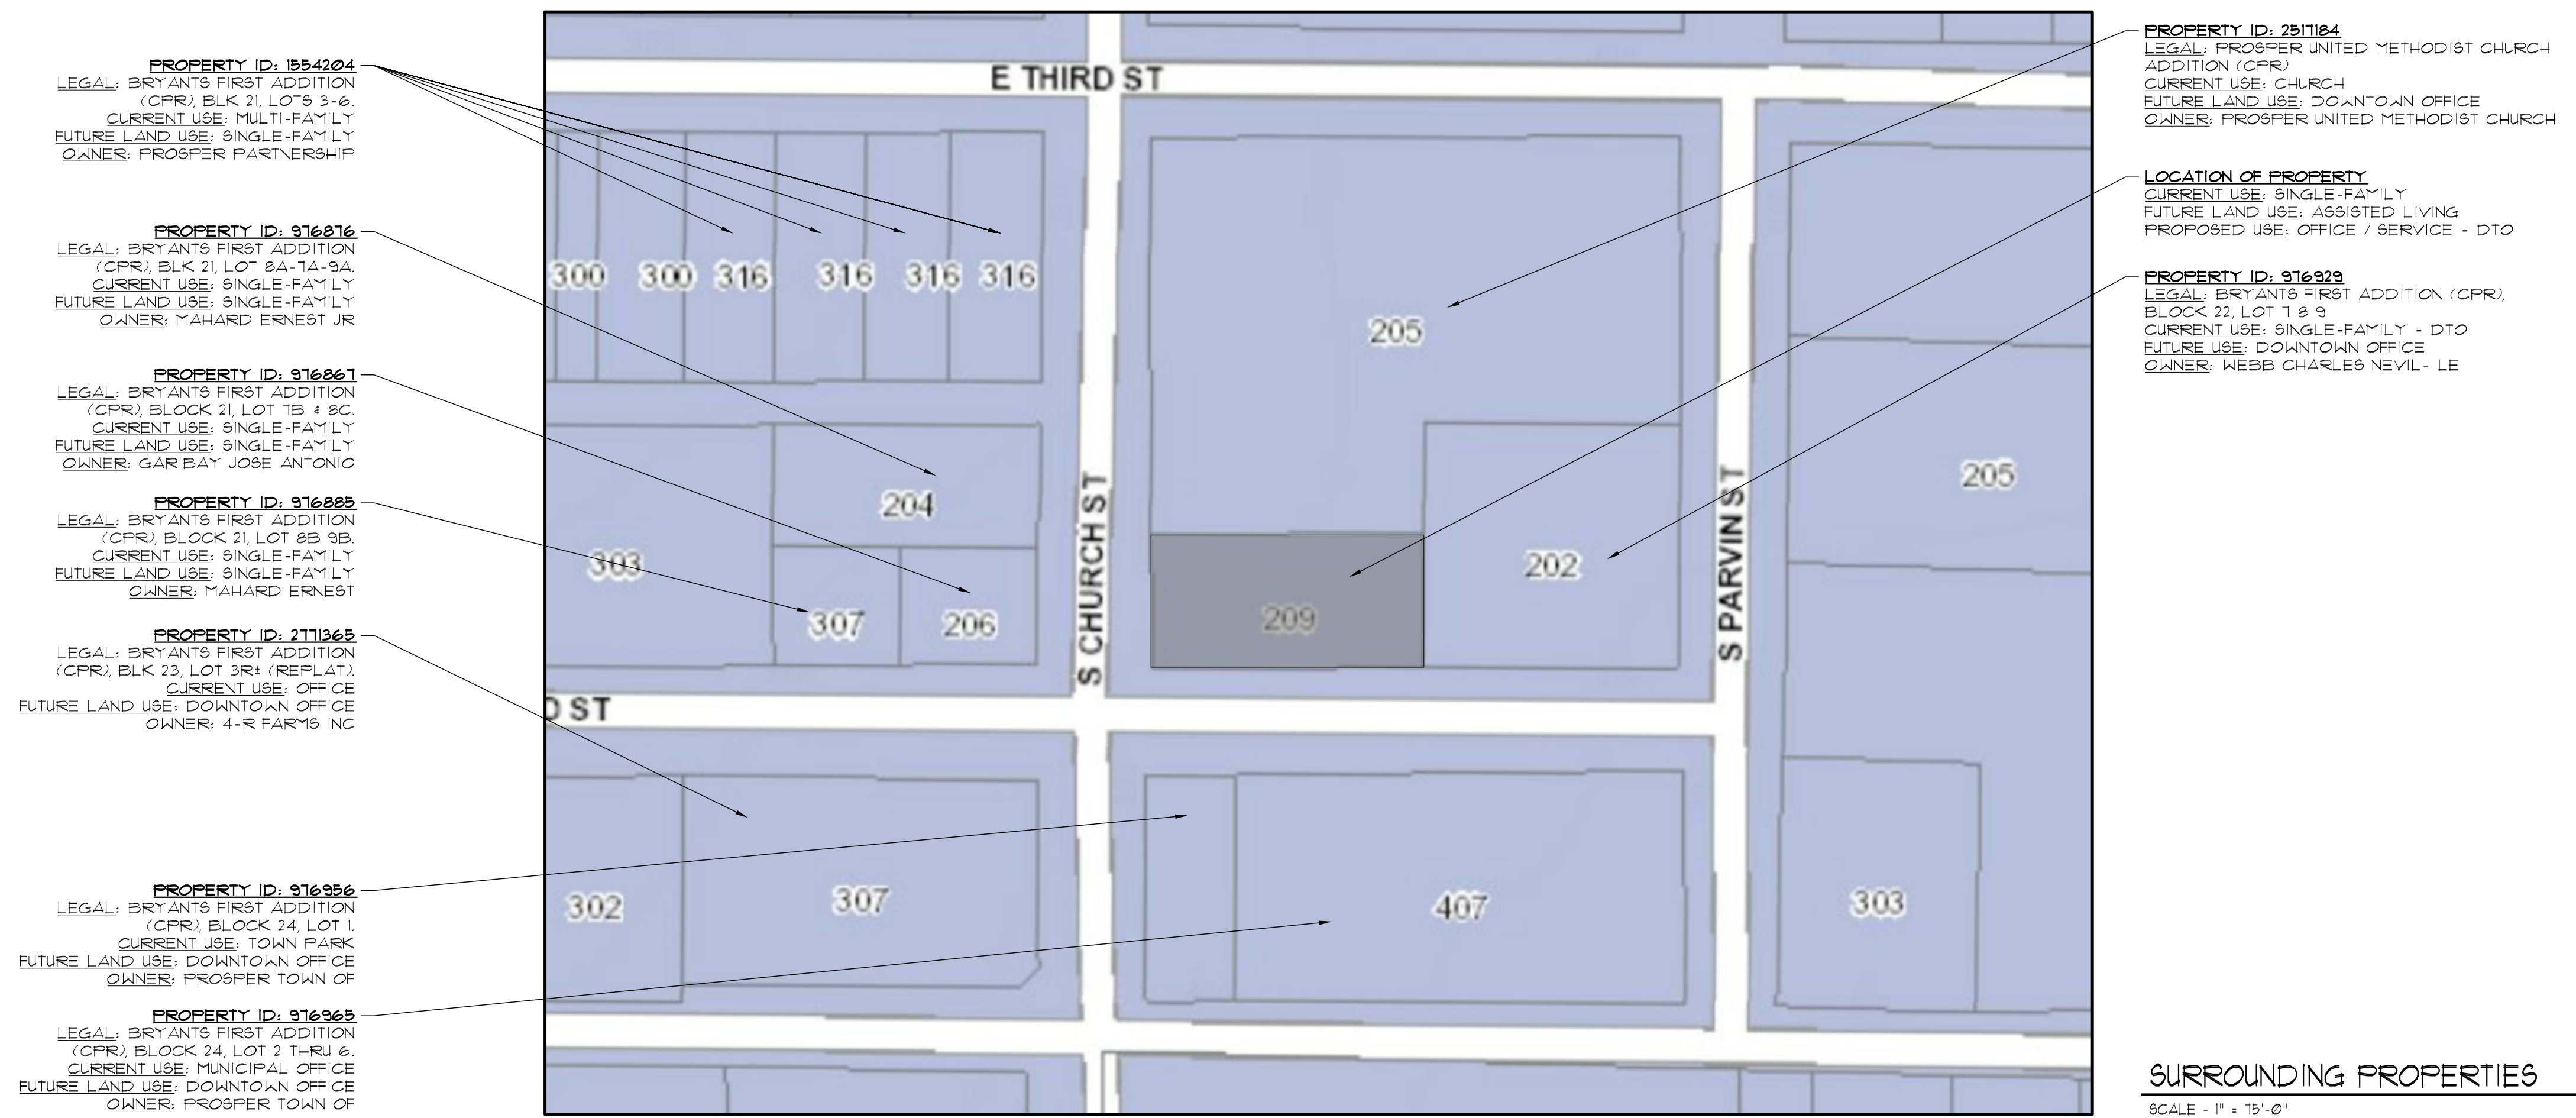 PROPERTY ID: 1554204
LEGAL: BRYANTS FIRST ADDITION
(CPR), BLK 21, LOTS 3-6.
CURRENT USE: MULTI-FAMILY
FUTURE LAND USE: SINGLE-FAMILY
OWNER: PROSPER PARTNERSHIP
PROPERTY ID: 976876
LEGAL: BRYANTS FIRST ADDITION
(CPR), BLK 21, LOT 8A-7A-9A.
CURRENT USE: SINGLE-FAMILY
FUTURE LAND USE: SINGLE-FAMILY
OWNER: MAHARD ERNEST JR
PROPERTY ID: 976867
LEGAL: BRYANTS FIRST ADDITION
(CPR), BLOCK 21, LOT 7B & 8C.
CURRENT USE: SINGLE-FAMILY
FUTURE LAND USE: SINGLE-FAMILY
OWNER: GARIBAY JOSE ANTONIO
PROPERTY ID: 976885
LEGAL: BRYANTS FIRST ADDITION
(CPR), BLOCK 21, LOT 8B 9B.
CURRENT USE: SINGLE-FAMILY
FUTURE LAND USE: SINGLE-FAMILY
OWNER: MAHARD ERNEST
PROPERTY ID: 2771365
LEGAL: BRYANTS FIRST ADDITION
(CPR), BLK 23, LOT 3R± (REPLAT).
CURRENT USE: OFFICE
FUTURE LAND USE: DOWNTOWN OFFICE
OWNER: 4-R FARMS INC
PROPERTY ID: 976956
LEGAL: BRYANTS FIRST ADDITION
(CPR), BLOCK 24, LOT 1.
CURRENT USE: TOWN PARK
FUTURE LAND USE: DOWNTOWN OFFICE
OWNER: PROSPER TOWN OF
PROPERTY ID: 976965
LEGAL: BRYANTS FIRST ADDITION
(CPR), BLOCK 24, LOT 2 THRU 6.
CURRENT USE: MUNICIPAL OFFICE
FUTURE LAND USE: DOWNTOWN OFFICE
OWNER: PROSPER TOWN OF
E THIRD ST
300 300 316 316 316 316
205
204
205
303
307
206
S CHURCH ST
209
202
S PARVIN ST
D ST
302
307
407
303
PROPERTY ID: 2517184
LEGAL: PROSPER UNITED METHODIST CHURCH
ADDITION (CPR)
CURRENT USE: CHURCH
FUTURE LAND USE: DOWNTOWN OFFICE
OWNER: PROSPER UNITED METHODIST CHURCH
LOCATION OF PROPERTY
CURRENT USE: SINGLE-FAMILY
FUTURE LAND USE: ASSISTED LIVING
PROPOSED USE: OFFICE / SERVICE - DTO
PROPERTY ID: 976929
LEGAL: BRYANTS FIRST ADDITION (CPR),
BLOCK 22, LOT 7 8 9
CURRENT USE: SINGLE-FAMILY - DTO
FUTURE USE: DOWNTOWN OFFICE
OWNER: WEBB CHARLES NEVIL- LE
SURROUNDING PROPERTIES
SCALE - 1" = 75'-0"